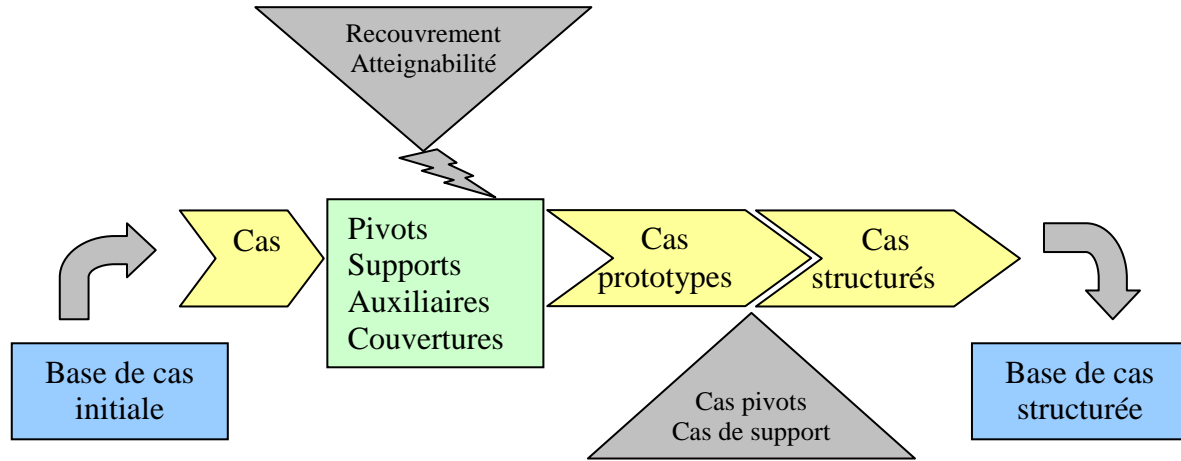 Recouvrement
Atteignabilité
Cas
Pivots
Supports
Auxiliaires
Couvertures
Cas
prototypes
Cas
structurés
Base de cas
initiale
Cas pivots
Cas de support
Base de cas
structurée